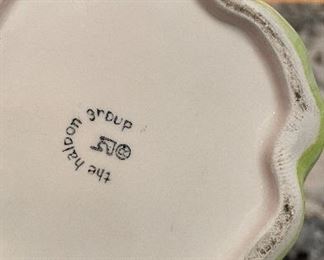 the haldon group